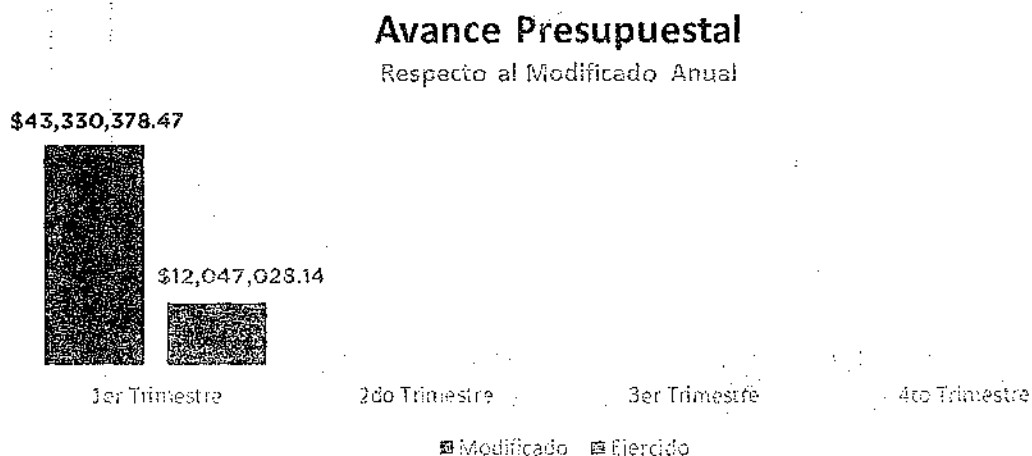 Avance Presupuestal
Respecto al Modificado Anual
$43,330,378.47
$12,047,028.14
1er Trimestre
2do Trimestre
3er Trimestre
4to Trimestre
Modificado
Ejercido